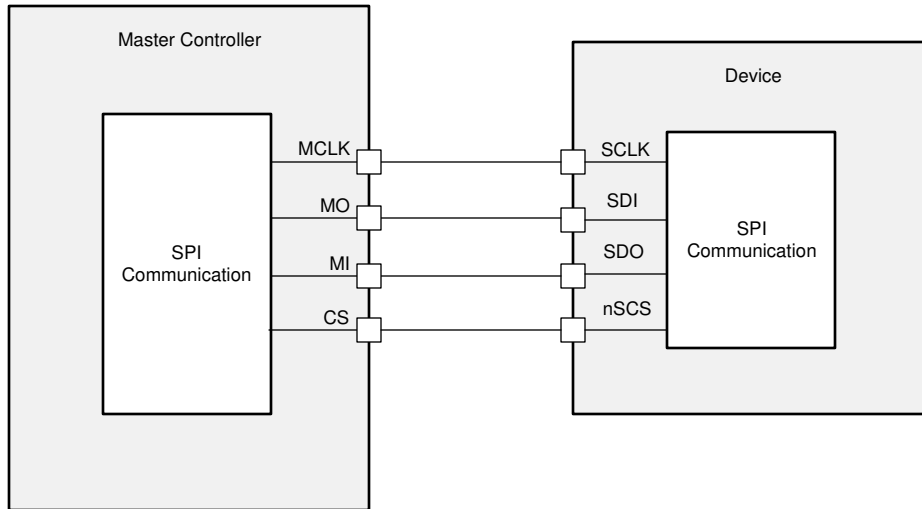 Master Controller
Device
SPI
Communication
MCLK
MO
MI
CS
SCLK
SDI
SDO
nSCS
SPI
Communication